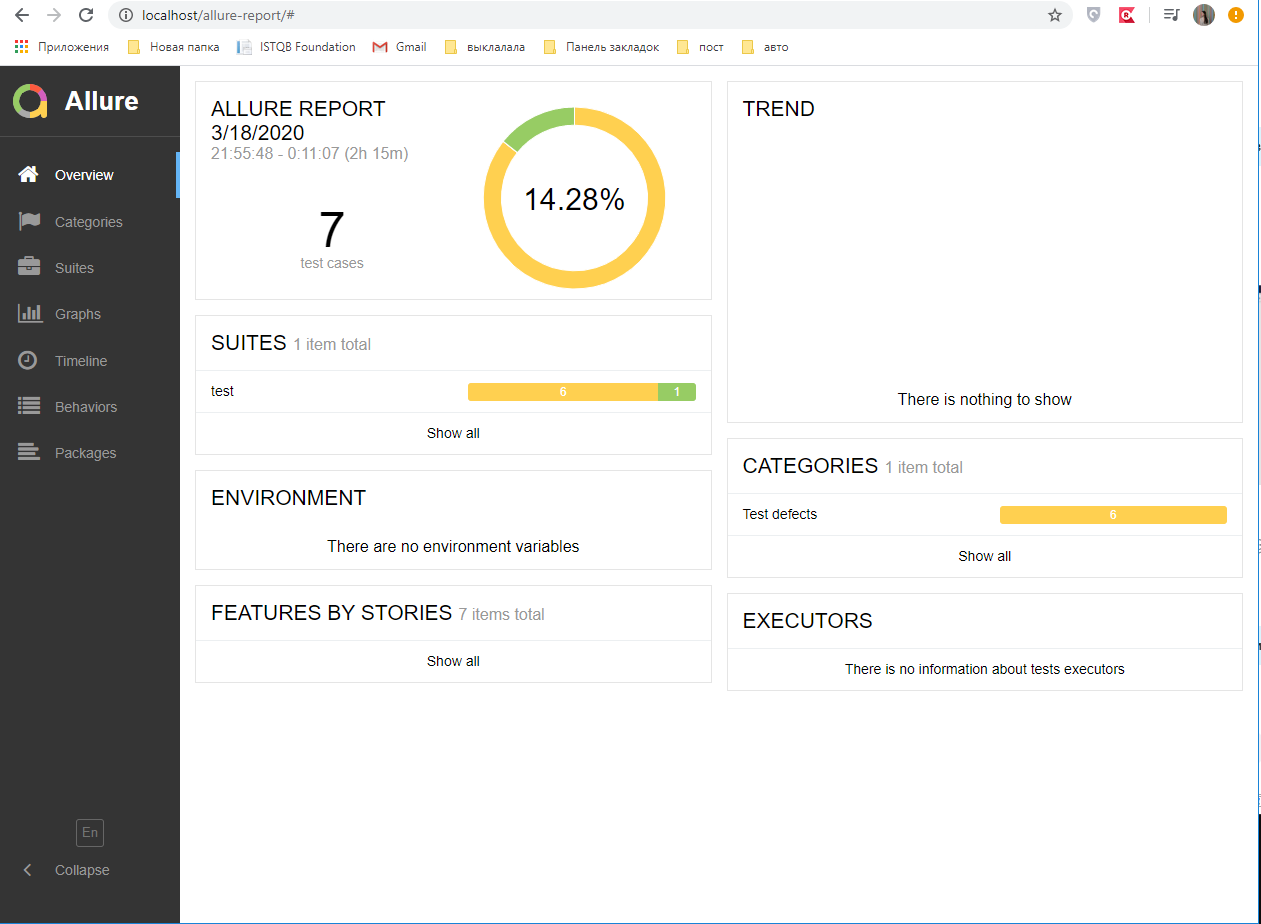 localhost/allure-report/#
Приложения
Новая папка
ISTQB Foundation
Gmail
выклалала
Панель закладок
пост
авто
Allure
Overview
Categories
Suites
Graphs
Timeline
Behaviors
Packages
En
Collapse
ALLURE REPORT
3/18/2020
21:55:48 - 0:11:07 (2h 15m)
7
test cases
14.28%
SUITES 1 item total
test
6
1
Show all
ENVIRONMENT
There are no environment variables
FEATURES BY STORIES 7 items total
Show all
TREND
There is nothing to show
CATEGORIES 1 item total
Test defects
6
Show all
EXECUTORS
There is no information about tests executors